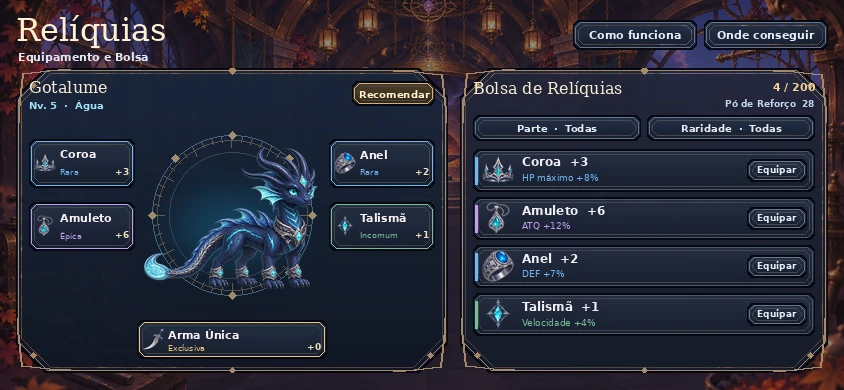 Relíquias
Equipamento e Bolsa
Como funciona
Onde conseguir
Gotalume
Nv. 5 · Água
Recomendar
Coroa
Rara +3
Anel
Rara +2
Amuleto
Épica +6
Talismã
Incomum +1
Arma Única
Exclusiva +0
Bolsa de Relíquias
4 / 200
Pó de Reforço 28
Parte · Todas
Raridade · Todas
Coroa +3
HP máximo +8%
Equipar
Amuleto +6
ATQ +12%
Equipar
Anel +2
DEF +7%
Equipar
Talismã +1
Velocidade +4%
Equipar